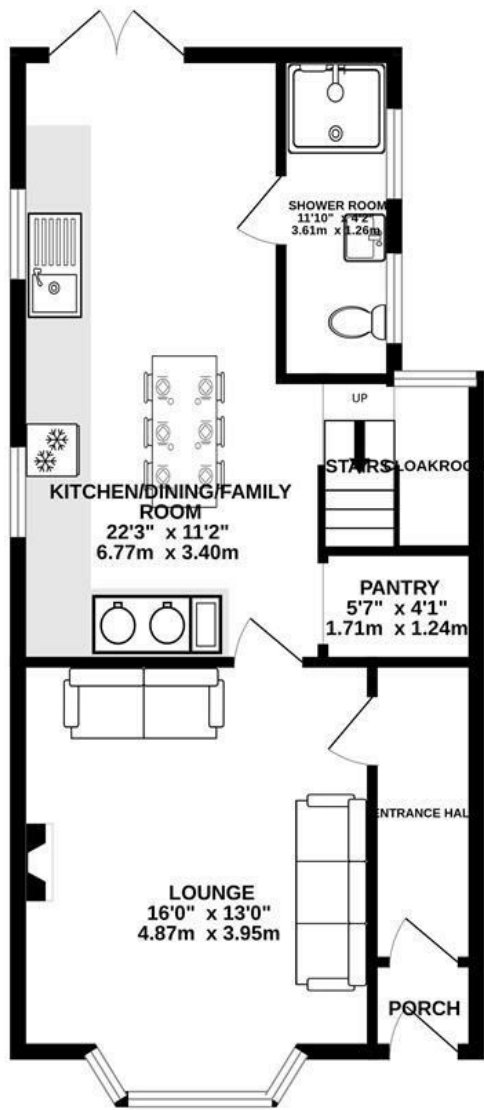 SHOWER ROOM
11'10" x 4'2"
3.61m x 1.26m
UP
STAIRS
CLOAKROO
KITCHEN/DINING/FAMILY
ROOM
22'3" x 11'2"
6.77m x 3.40m
PANTRY
5'7" x 4'1"
1.71m x 1.24m
ENTRANCE HAL
LOUNGE
16'0" x 13'0"
4.87m x 3.95m
PORCH